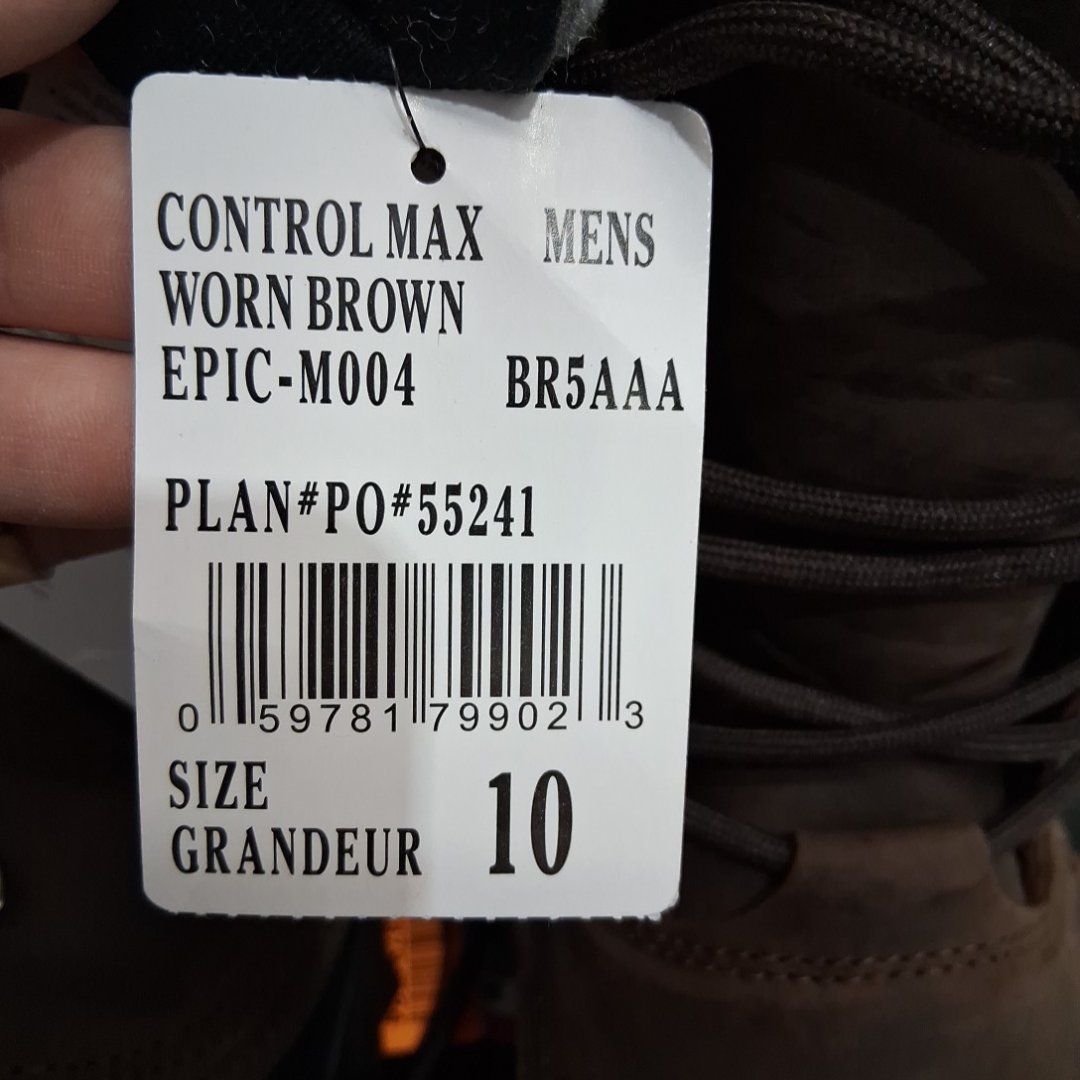 CONTROL MAX MENS
WORN BROWN
EPIC-M004 BR5AAA
PLAN#PO#55241
0 59781 79902 3
SIZE
GRANDEUR 10